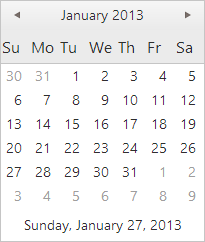 January 2013
Su Mo Tu We Th Fr Sa
30 31 1 2 3 4 5
6 7 8 9 10 11 12
13 14 15 16 17 18 19
20 21 22 23 24 25 26
27 28 29 30 31 1 2
3 4 5 6 7 8 9
Sunday, January 27, 2013